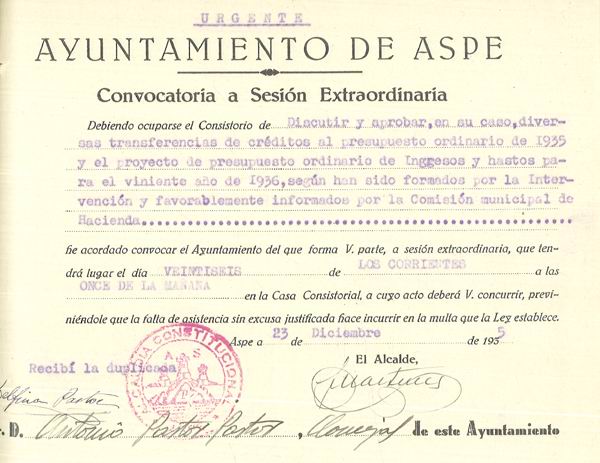 URGENTE
AYUNTAMIENTO DE ASPE
Convocatoria a Sesión Extraordinaria
Debiendo ocuparse el Consistorio de Discutir y aprobar, en su caso, diver-
sas transferencias de créditos al presupuesto ordinario de 1935
y el proyecto de presupuesto ordinario de Ingresos y hastos pa-
ra el viniente año de 1936, según han sido formados por la Inter-
vención y favorablemente informados por la Comisión municipal de
Hacienda.
he acordado convocar el Ayuntamiento del que forma V. parte, a sesión extraordinaria, que ten-
drá lugar el día VEINTISEIS de LOS CORRIENTES a las
ONCE DE LA MAÑANA en la Casa Consistorial, a cuyo acto deberá V. concurrir, previ-
niéndole que la falta de asistencia sin excusa justificada hace incurrir en la multa que la Ley establece.
Aspe a 23 de Diciembre de 1935
El Alcalde,
Recibí la duplicada
ALCALDIA CONSTITUCIONAL
A S
Martinez
Pastor
D. Antonio Pastor Pastor, Concejal de este Ayuntamiento